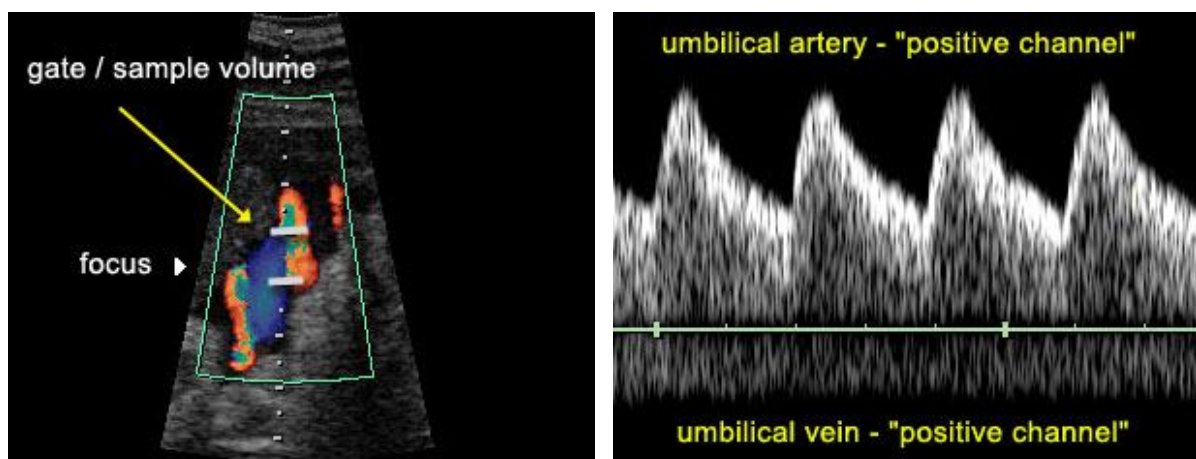 gate / sample volume
focus
umbilical artery - "positive channel"
umbilical vein - "positive channel"